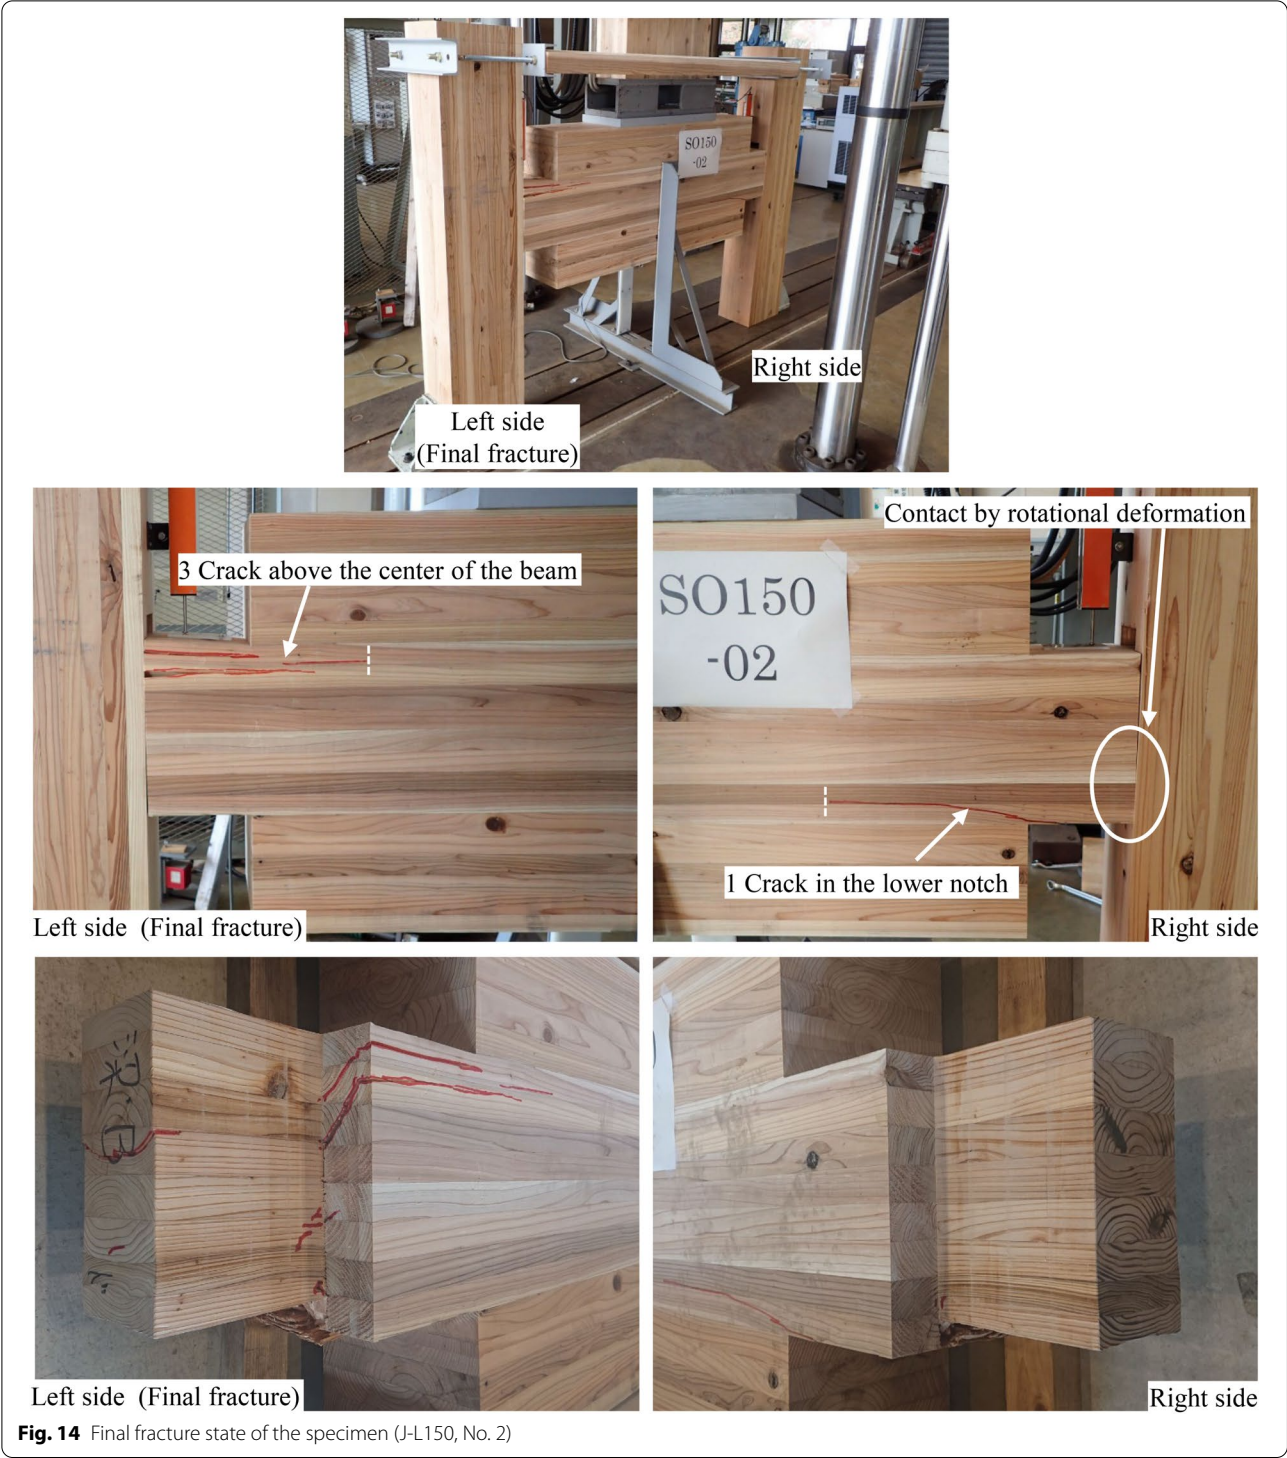 SO150
-02
Right side
Left side
(Final fracture)
3 Crack above the center of the beam
Left side (Final fracture)
Contact by rotational deformation
SO150
-02
1 Crack in the lower notch
Right side
Left side (Final fracture)
Right side
Fig. 14 Final fracture state of the specimen (J-L150, No. 2)